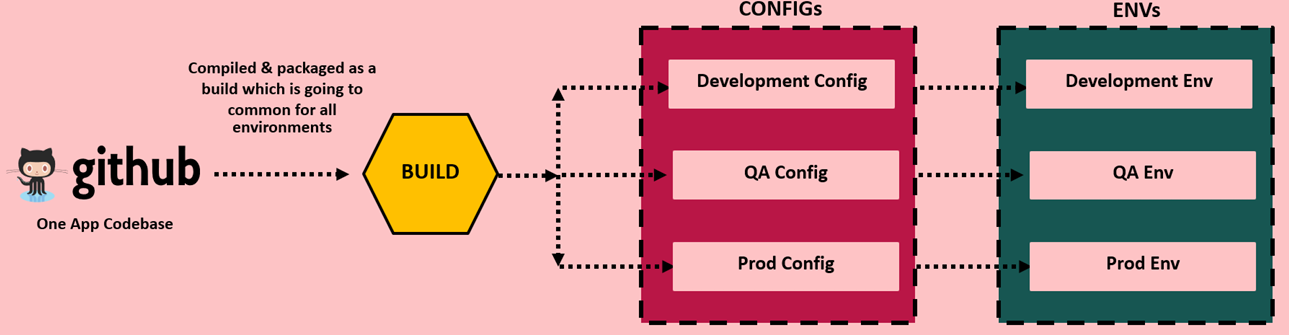 CONFIGs
ENVs
Compiled & packaged as a
build which is going to
common for all
environments
github
One App Codebase
BUILD
Development Config
QA Config
Prod Config
Development Env
QA Env
Prod Env